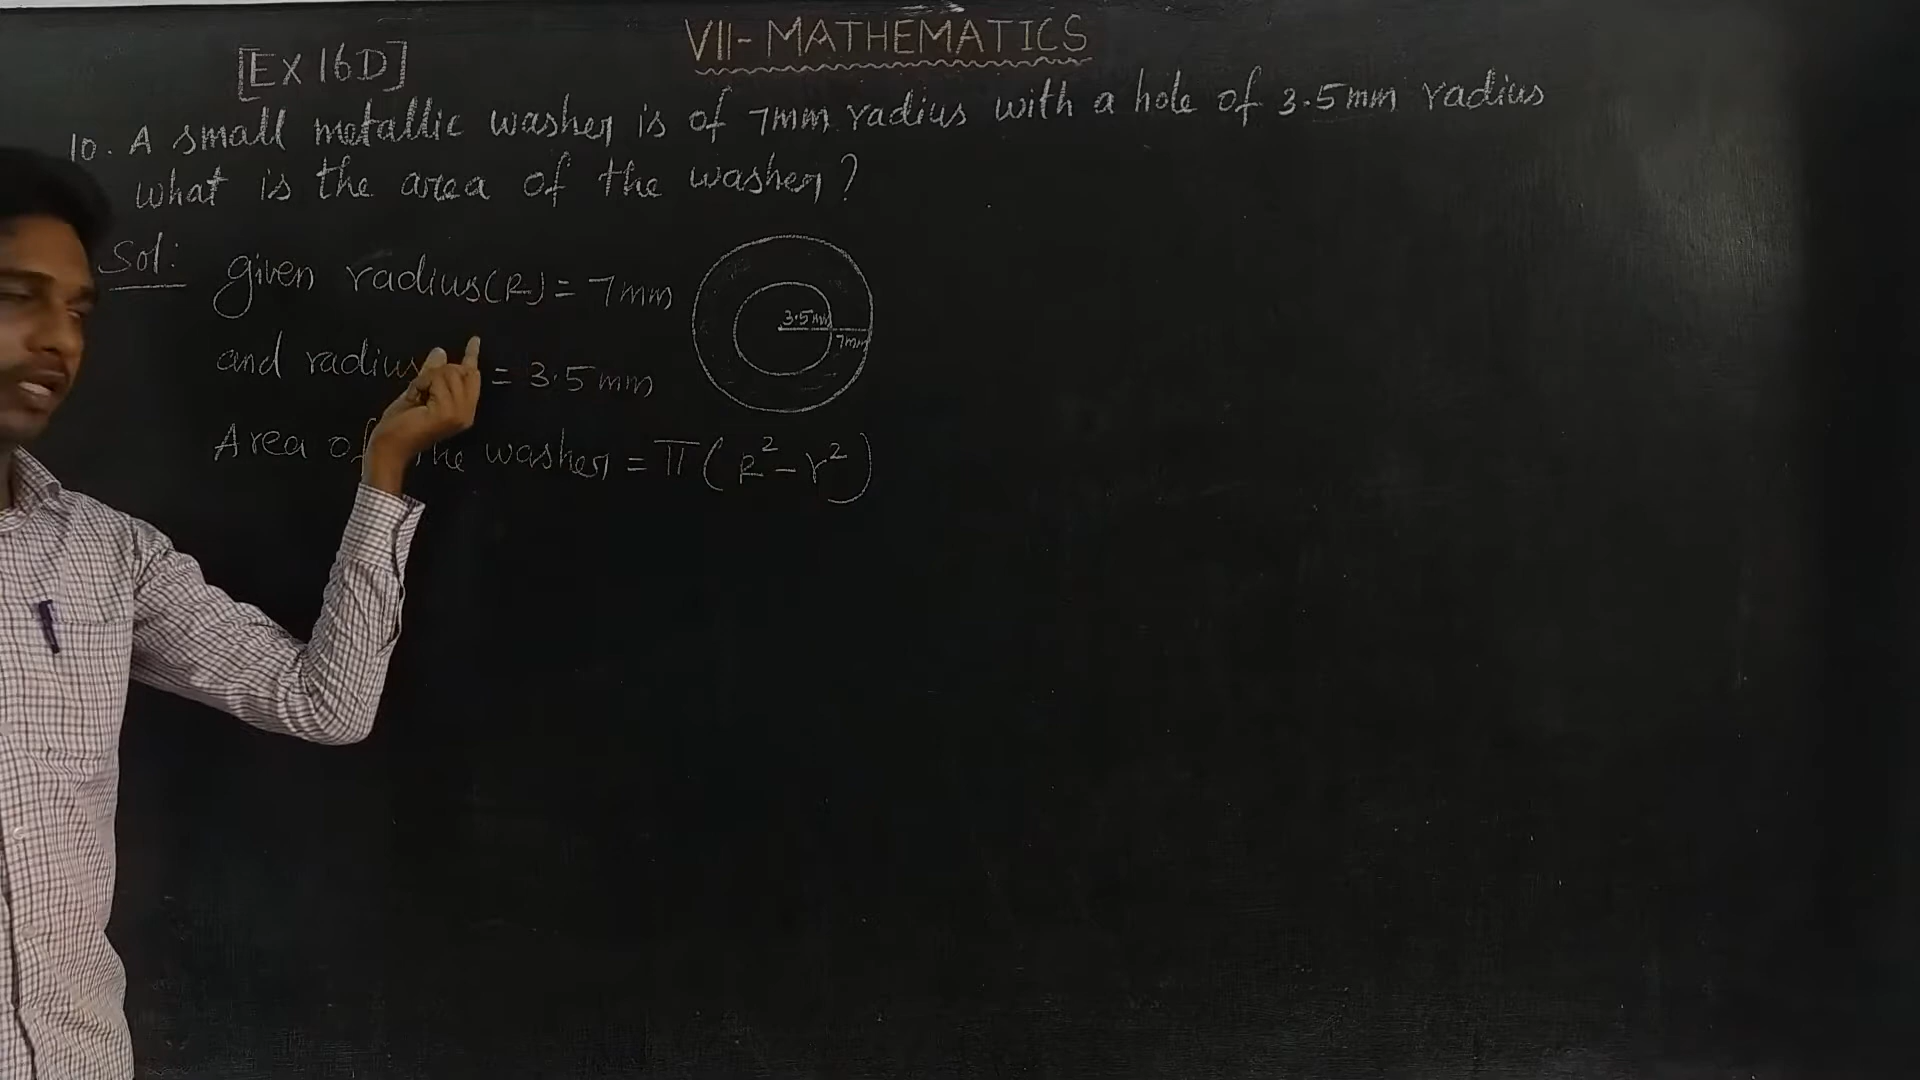 VII-MATHEMATICS
[EX 16D]
10. A small metallic washer is of 7mm radius with a hole of 3.5mm radius
what is the area of the washer?
Sol:
given radius(R) = 7mm
3.5mm
7mm
and radius = 3.5mm
Area of the washer = π(R²-r²)